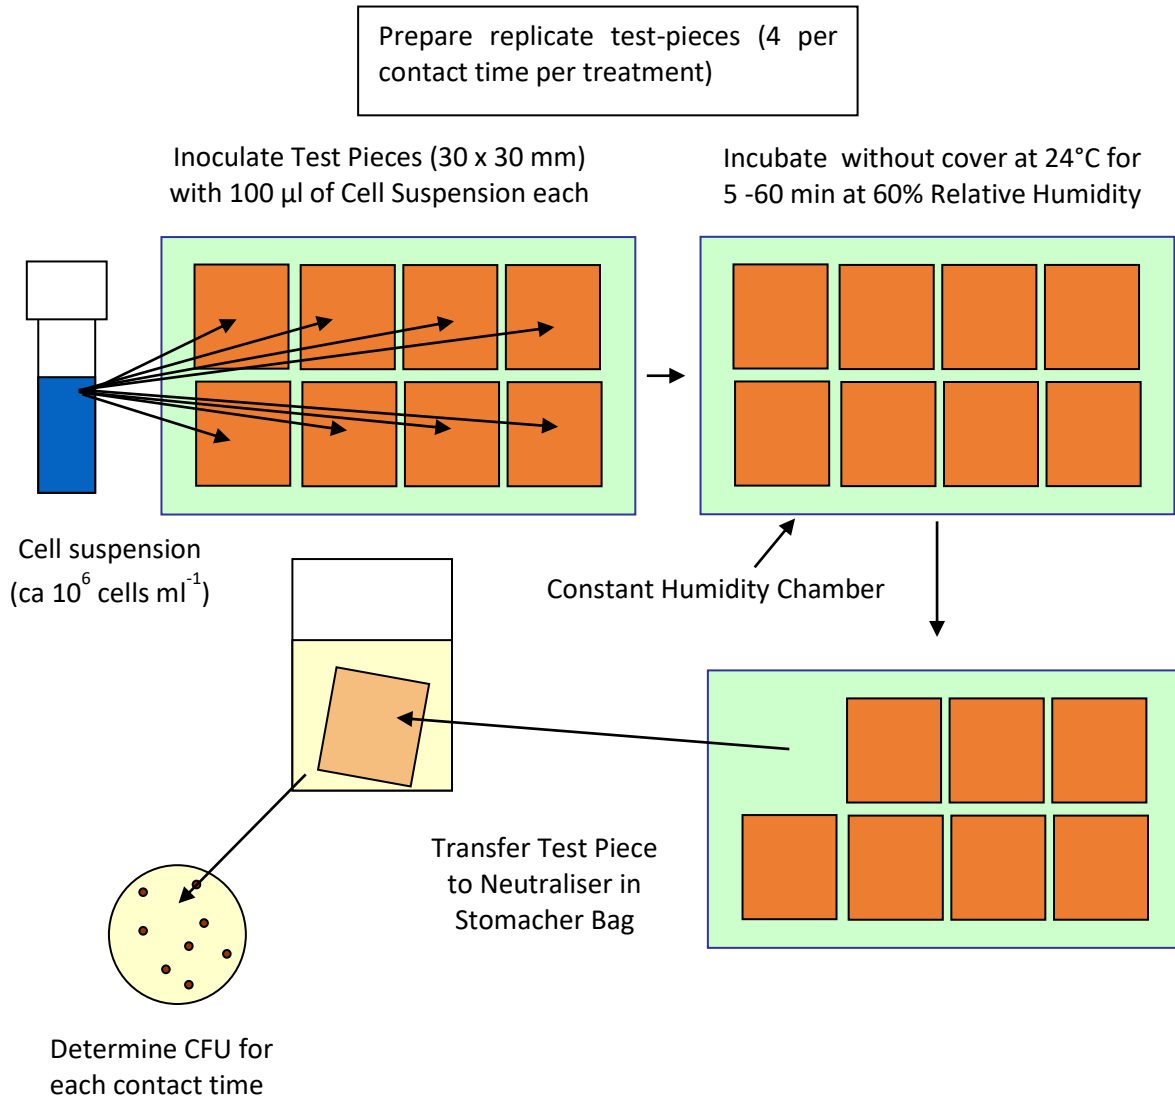 Prepare replicate test-pieces (4 per
contact time per treatment)
Inoculate Test Pieces (30 x 30 mm)
with 100 µl of Cell Suspension each
Incubate without cover at 24°C for
5 -60 min at 60% Relative Humidity
Cell suspension
(ca 10⁶ cells ml⁻¹)
Constant Humidity Chamber
Transfer Test Piece
to Neutraliser in
Stomacher Bag
Determine CFU for
each contact time